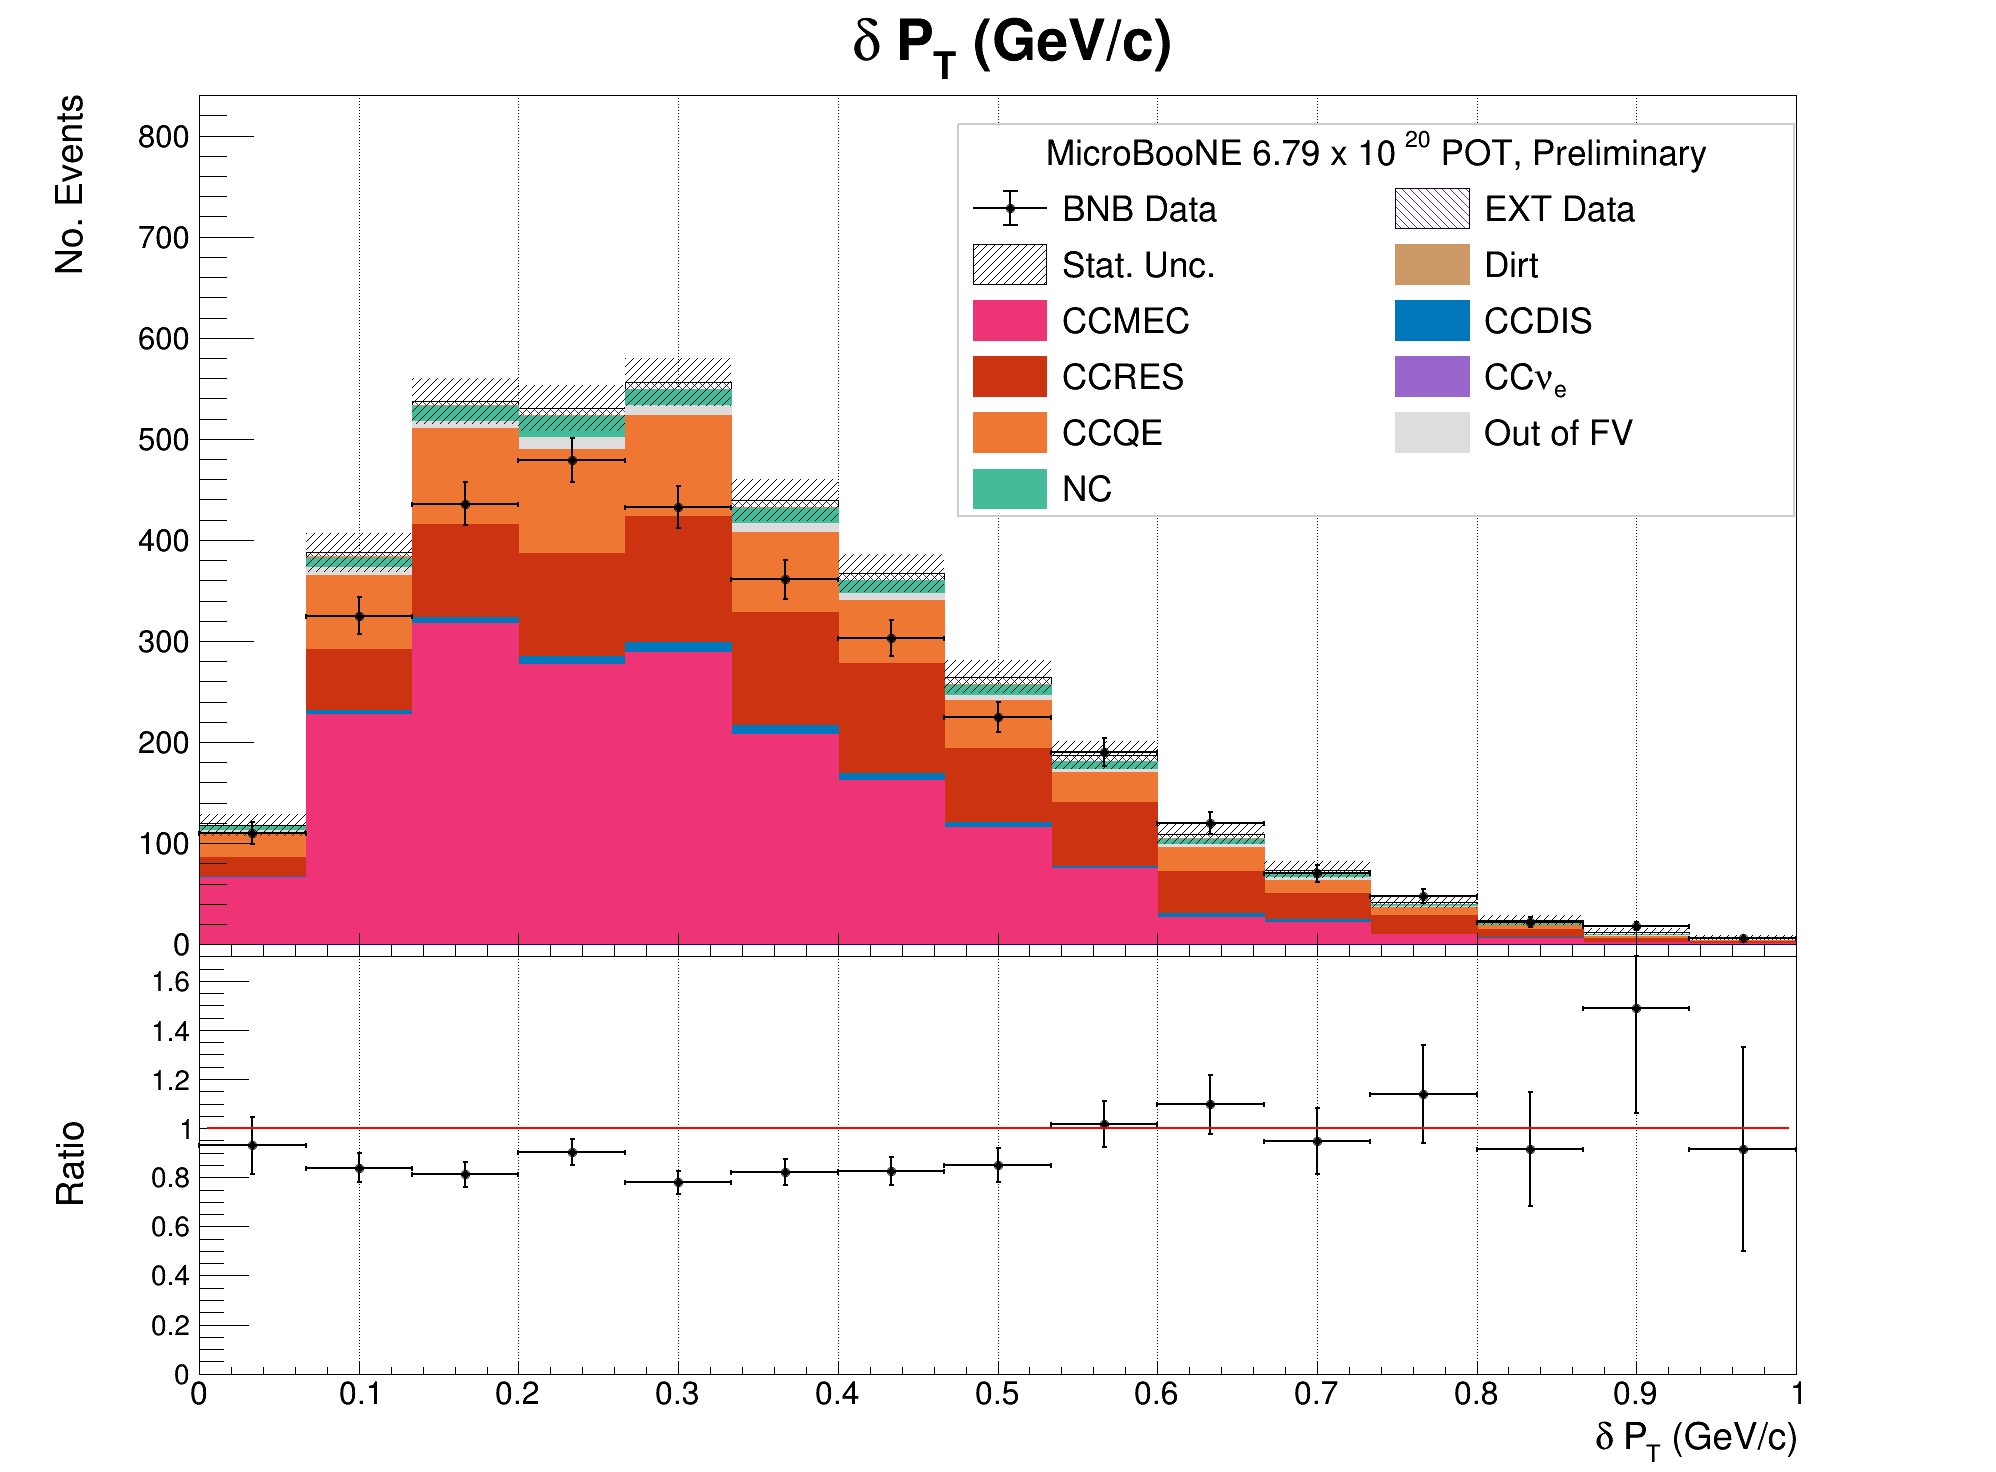 δ P_T (GeV/c)
No. Events
800
700
600
500
400
300
200
100
0
MicroBooNE 6.79 x 10^20 POT, Preliminary
BNB Data
EXT Data
Stat. Unc.
Dirt
CCMEC
CCDIS
CCRES
CCν_e
CCQE
Out of FV
NC
Ratio
1.6
1.4
1.2
1
0.8
0.6
0.4
0.2
0
0 0.1 0.2 0.3 0.4 0.5 0.6 0.7 0.8 0.9 1
δ P_T (GeV/c)